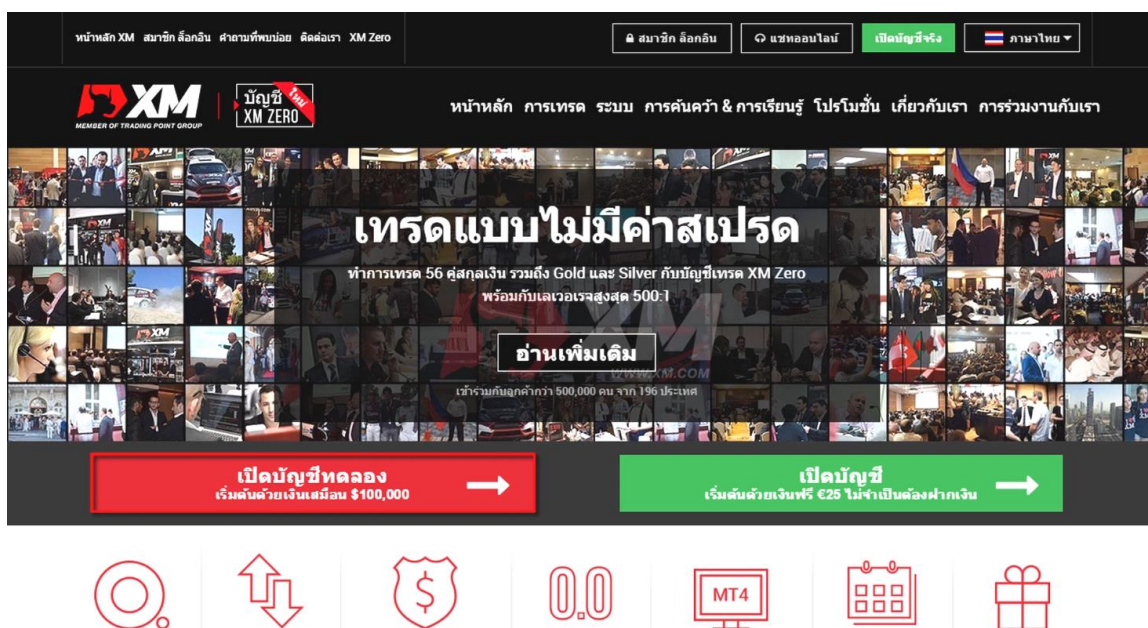 หน้าหลัก XM สมาชิก ล็อกอิน คำถามที่พบบ่อย ติดต่อเรา XM Zero
สมาชิก ล็อกอิน
แชทออนไลน์
เปิดบัญชีจริง
ภาษาไทย
XM
MEMBER OF TRADING POINT GROUP
บัญชี
XM ZERO
ใหม่
หน้าหลัก การเทรด ระบบ การค้นคว้า & การเรียนรู้ โปรโมชั่น เกี่ยวกับเรา การร่วมงานกับเรา
เทรดแบบไม่มีค่าสเปรด
ทำการเทรด 56 คู่สกุลเงิน รวมถึง Gold และ Silver กับบัญชีเทรด XM Zero
พร้อมกับเลเวอเรจสูงสุด 500:1
XM
อ่านเพิ่มเติม
WWW.XM.COM
เข้าร่วมกับลูกค้ากว่า 500,000 คน จาก 196 ประเทศ
เปิดบัญชีทดลอง
เริ่มต้นด้วยเงินเสมือน $100,000
เปิดบัญชี
เริ่มต้นด้วยเงินฟรี €25 ไม่จำเป็นต้องฝากเงิน
$
0.0
MT4